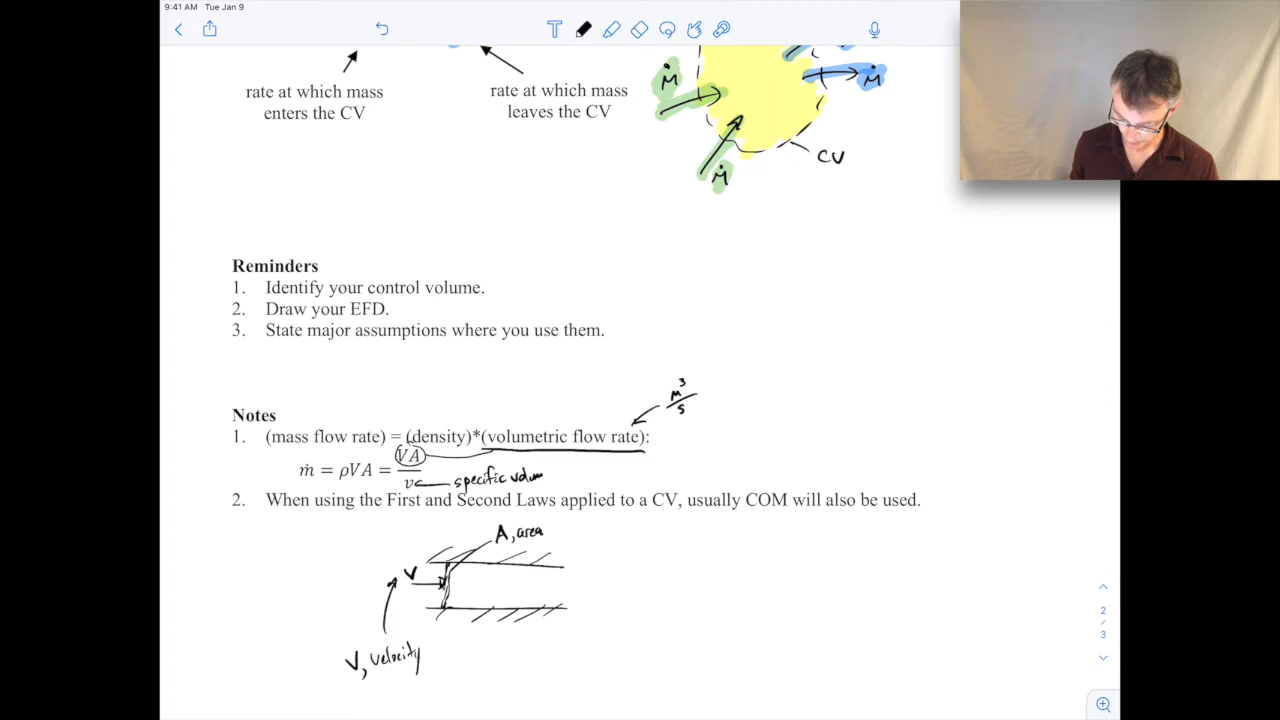 9:41 AM Tue Jan 9
rate at which mass
enters the CV
rate at which mass
leaves the CV
ṁ
ṁ
ṁ
CV
Reminders
1. Identify your control volume.
2. Draw your EFD.
3. State major assumptions where you use them.
m³/s
Notes
1. (mass flow rate) = (density)*(volumetric flow rate):
ṁ = ρVA = VA/v
specific volum
2. When using the First and Second Laws applied to a CV, usually COM will also be used.
A, area
V
V, velocity
2
/
3